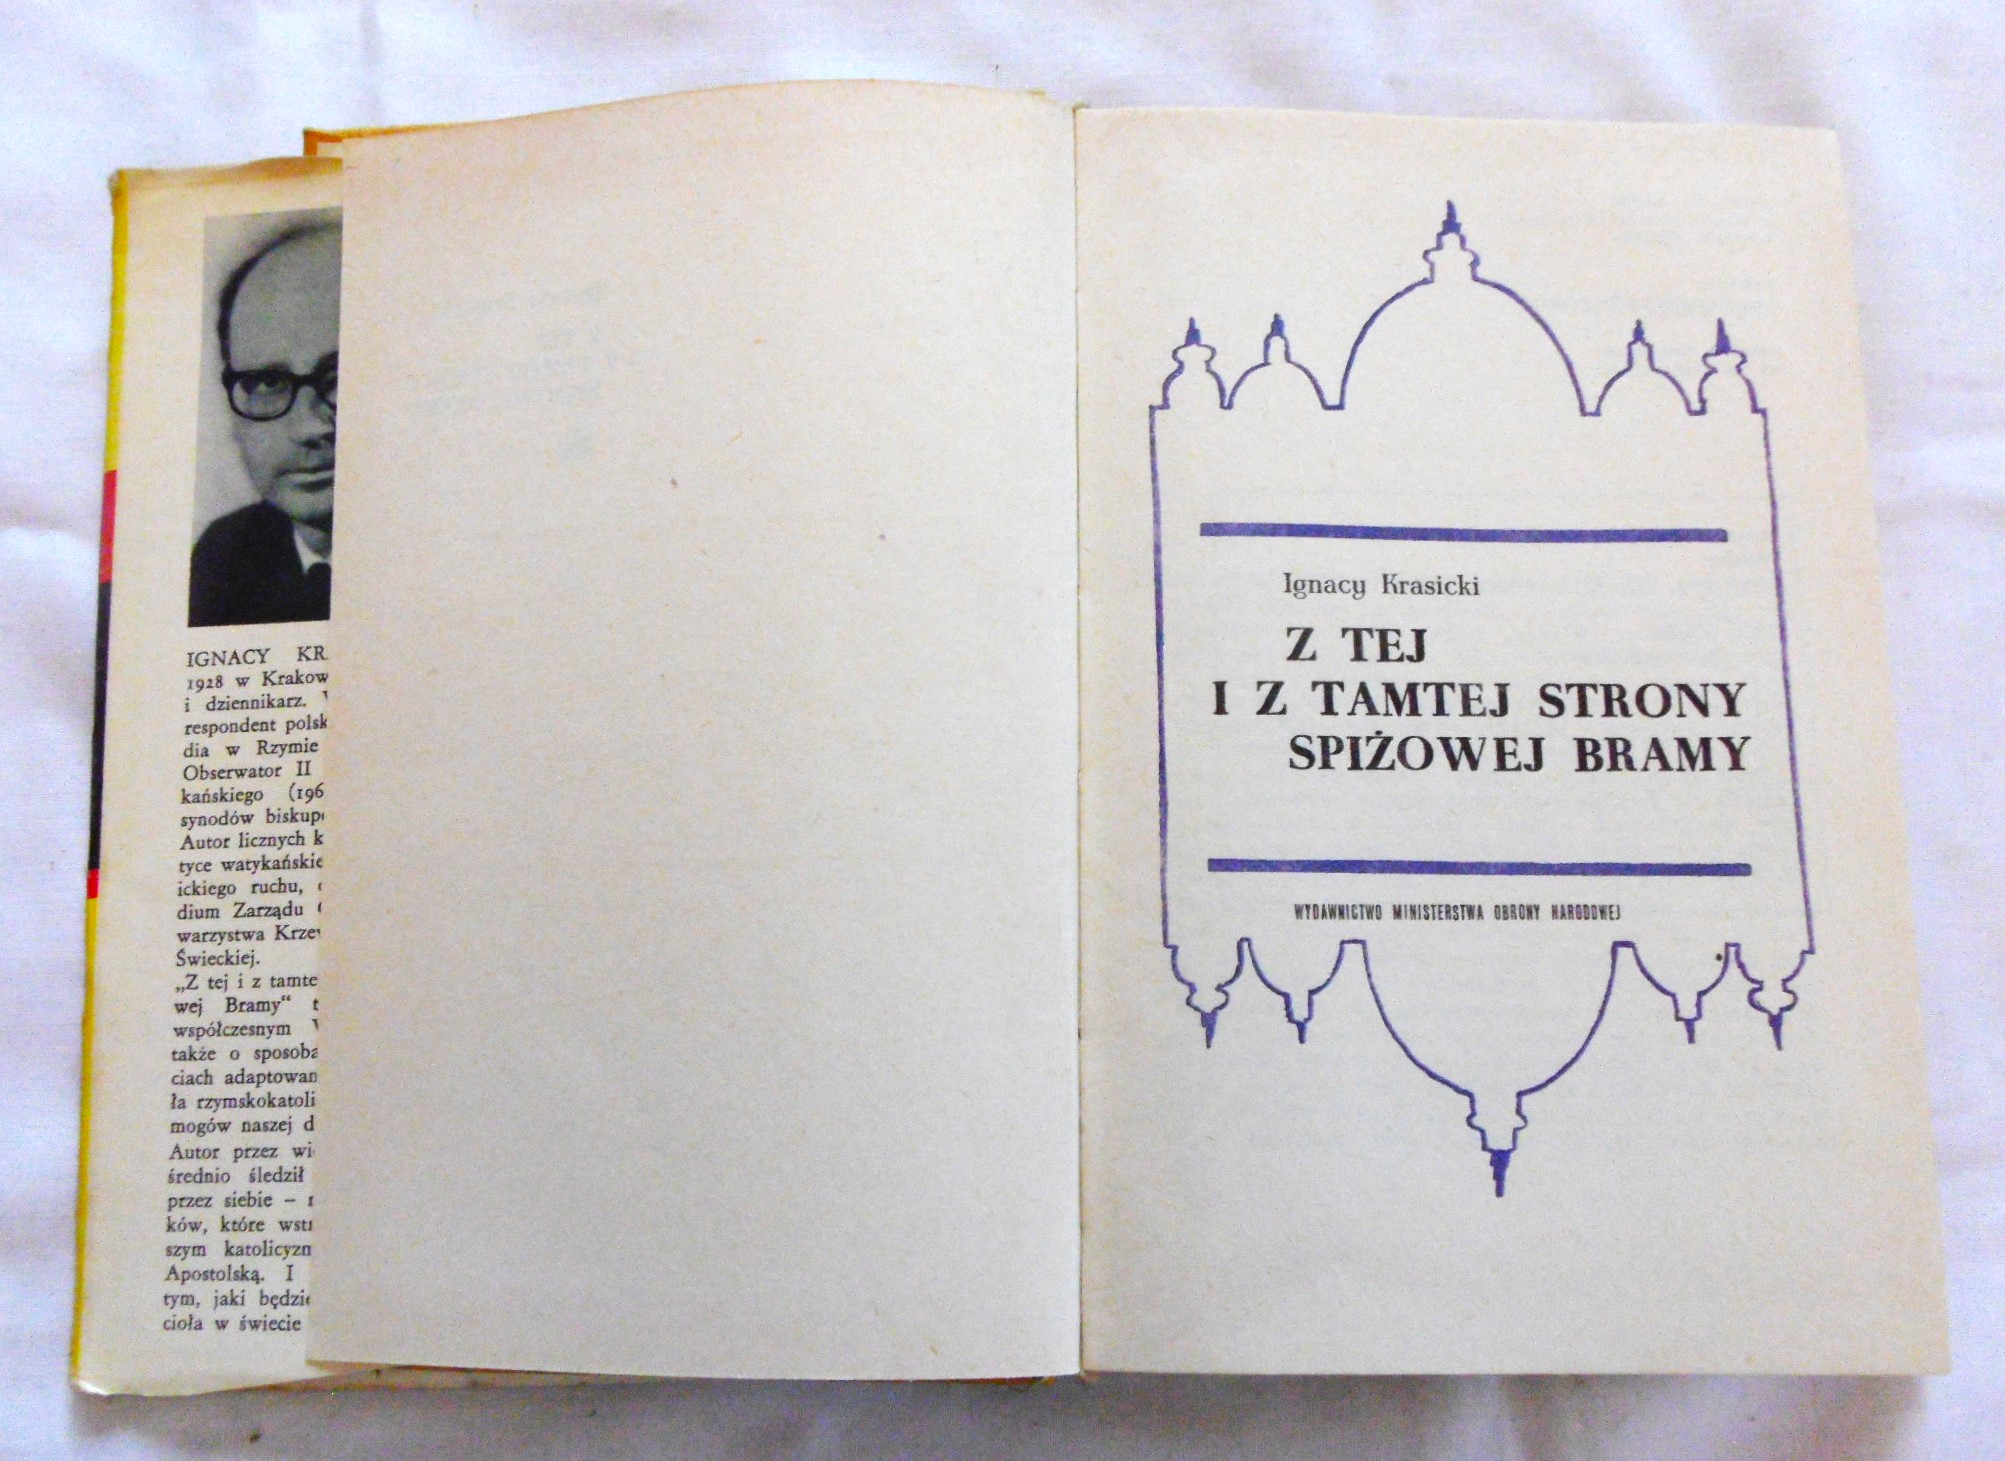 IGNACY KR
1928 w Krakow
i dziennikarz.
respondent polsk
dia w Rzymie
Obserwator II
kańskiego (196
synodów biskup
Autor licznych k
tyce watykańskie
ickiego ruchu,
dium Zarządu
warzystwa Krze
Świeckiej.
„Z tej i z tamte
wej Bramy“ t
współczesnym
także o sposoba
ciach adaptowan
ła rzymskokatoli
mogów naszej d
Autor przez wi
średnio śledził
przez siebie –
ków, które wst
szym katolicyzn
Apostolską. I
tym, jaki będzie
cioła w świecie
Ignacy Krasicki
Z TEJ
I Z TAMTEJ STRONY
SPIŻOWEJ BRAMY
WYDAWNICTWO MINISTERSTWA OBRONY NARODOWEJ